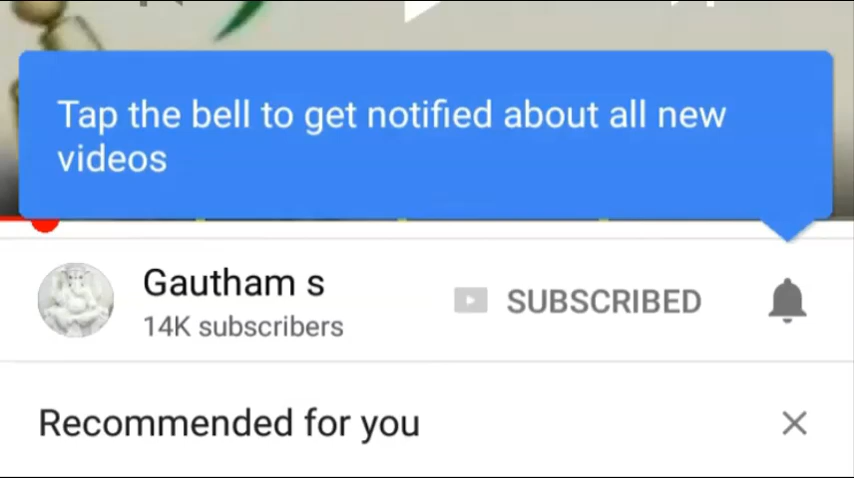 Tap the bell to get notified about all new
videos
Gautham s
SUBSCRIBED
14K subscribers
Recommended for you